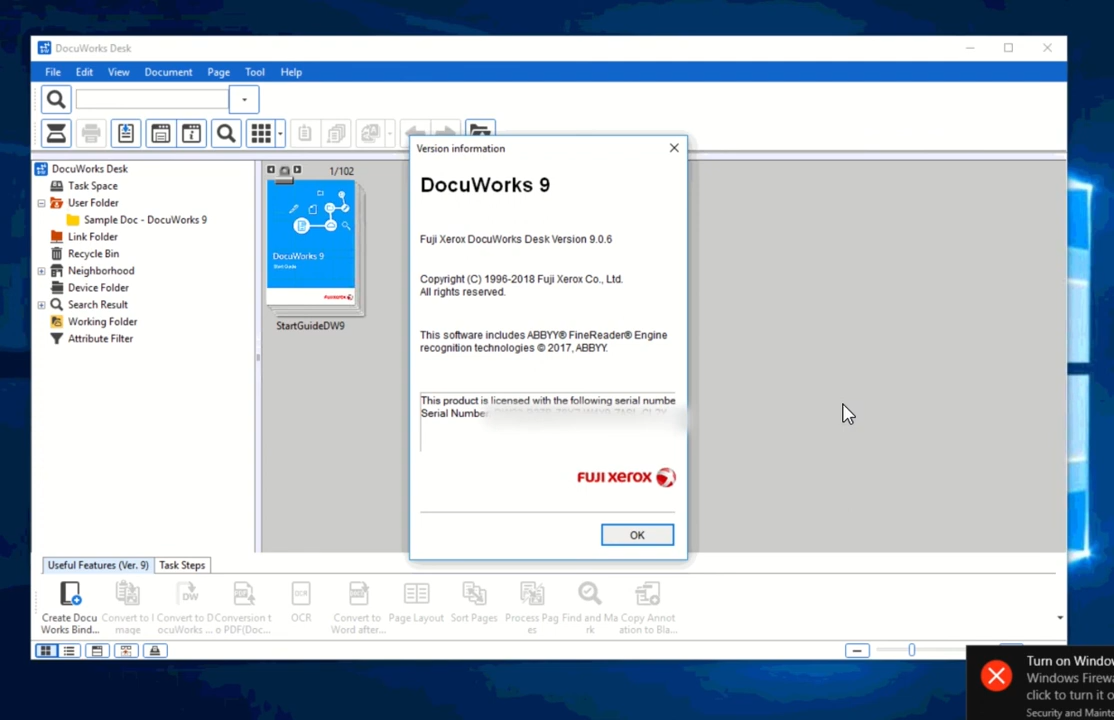 DocuWorks Desk
File Edit View Document Page Tool Help
DocuWorks Desk
Task Space
User Folder
Sample Doc - DocuWorks 9
Link Folder
Recycle Bin
Neighborhood
Device Folder
Search Result
Working Folder
Attribute Filter
1/102
DocuWorks 9
StartGuideDW9
Version information
DocuWorks 9
Fuji Xerox DocuWorks Desk Version 9.0.6
Copyright (C) 1996-2018 Fuji Xerox Co., Ltd.
All rights reserved.
This software includes ABBYY® FineReader® Engine
recognition technologies © 2017, ABBYY.
This product is licensed with the following serial numbe
Serial Number
FUJI XEROX
OK
Useful Features (Ver. 9) Task Steps
DW
OCR
Create Docu
Works Bind...
Convert to I
mage
Convert to D
ocuWorks ...
Conversion t
o PDF(Doc...
OCR
Convert to
Word after...
Page Layout
Sort Pages
Process Pag
es
Find and Ma
rk
Copy Annot
ation to Bla...
Turn on Window
Windows Firewa
click to turn it o
Security and Mainte